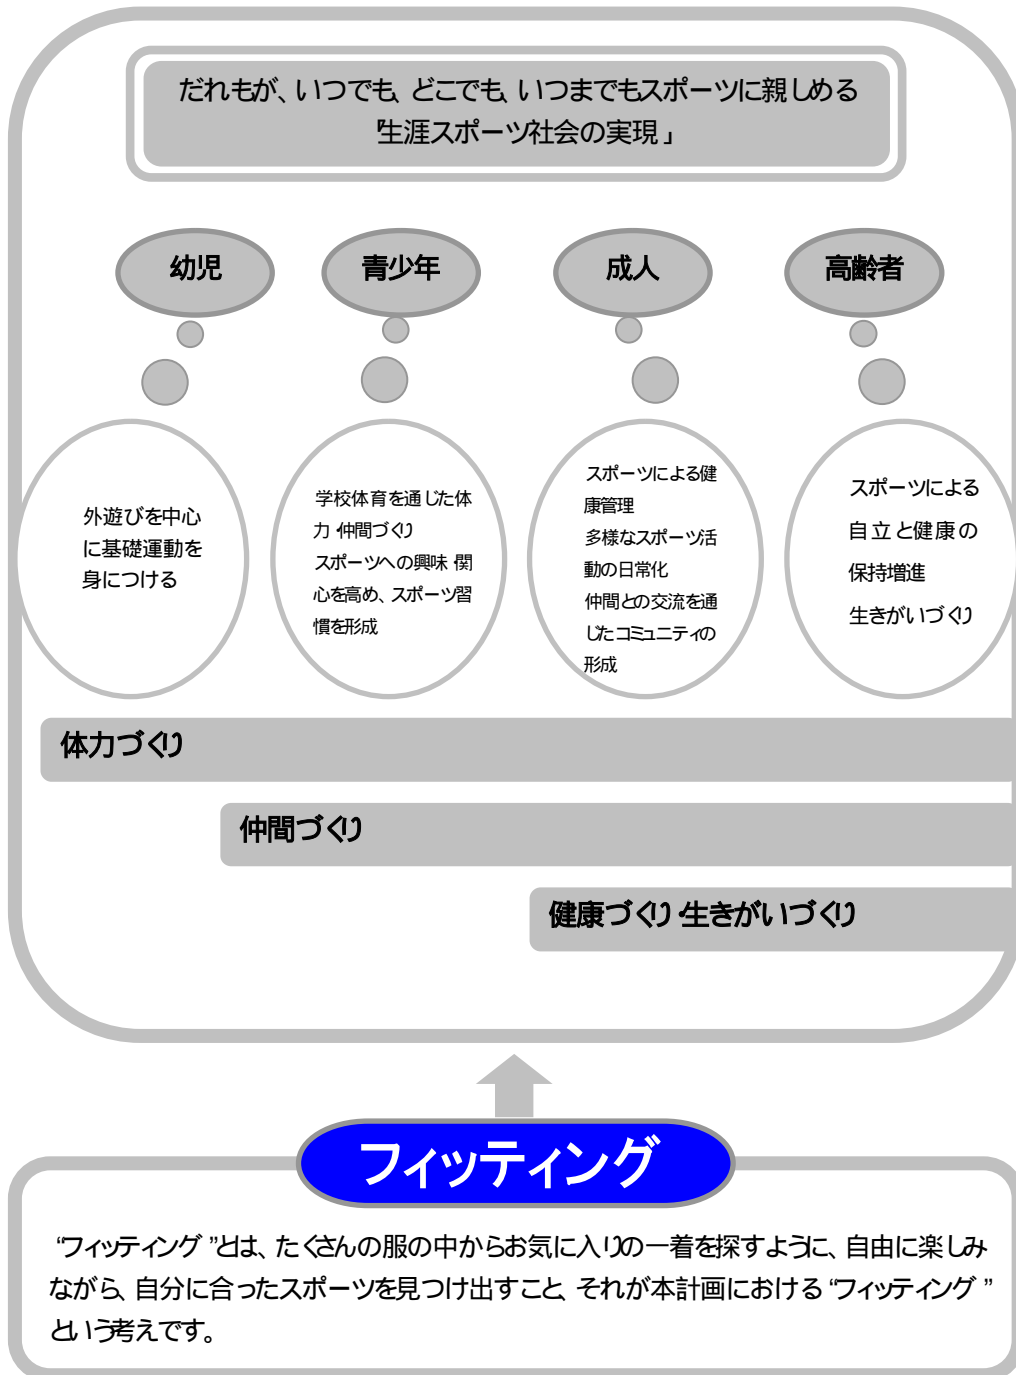 だれもが、いつでも、どこでも、いつまでもスポーツに親しめる
「生涯スポーツ社会の実現」
幼児
青少年
成人
高齢者
外遊びを中心
に基礎運動を
身につける
学校体育を通じた体
力・仲間づくり
スポーツへの興味・関
心を高め、スポーツ習
慣を形成
スポーツによる健
康管理
多様なスポーツ活
動の日常化
仲間との交流を通
じたコミュニティの
形成
スポーツによる
自立と健康の
保持増進
生きがいづくり
体力づくり
仲間づくり
健康づくり・生きがいづくり
フィッティング
“フィッティング”とは、たくさんの服の中からお気に入りの一着を探すように、自由に楽しみ
ながら、自分に合ったスポーツを見つけ出すこと、それが本計画における“フィッティング”
という考えです。